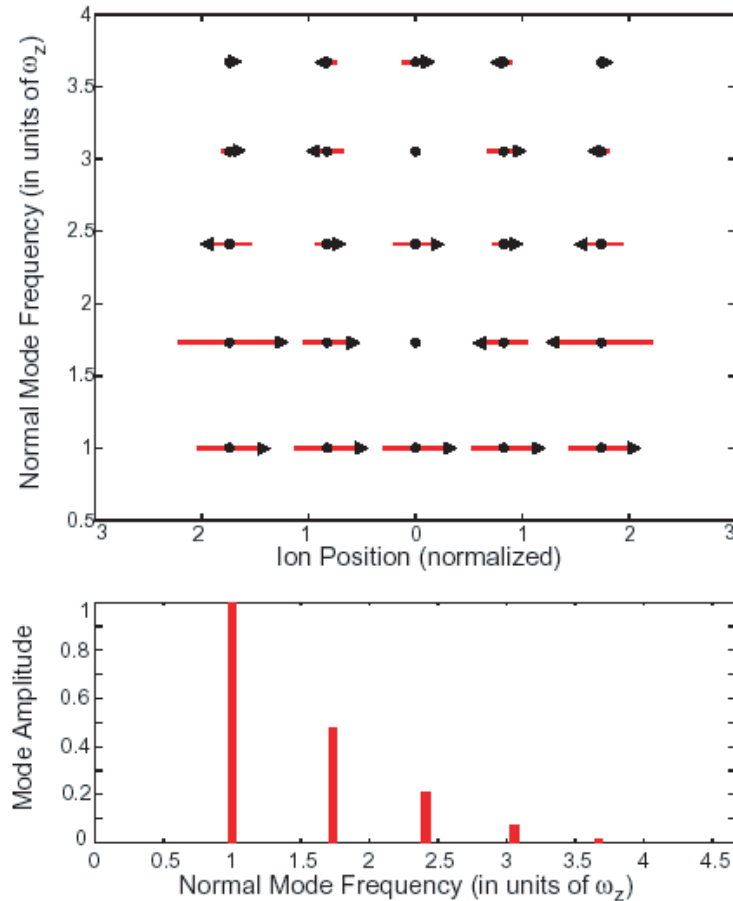 Normal Mode Frequency (in units of ω_z)
4
3.5
3
2.5
2
1.5
1
0.5
3 2 1 0 1 2 3
Ion Position (normalized)
Mode Amplitude
1
0.8
0.6
0.4
0.2
0
0 0.5 1 1.5 2 2.5 3 3.5 4 4.5
Normal Mode Frequency (in units of ω_z)